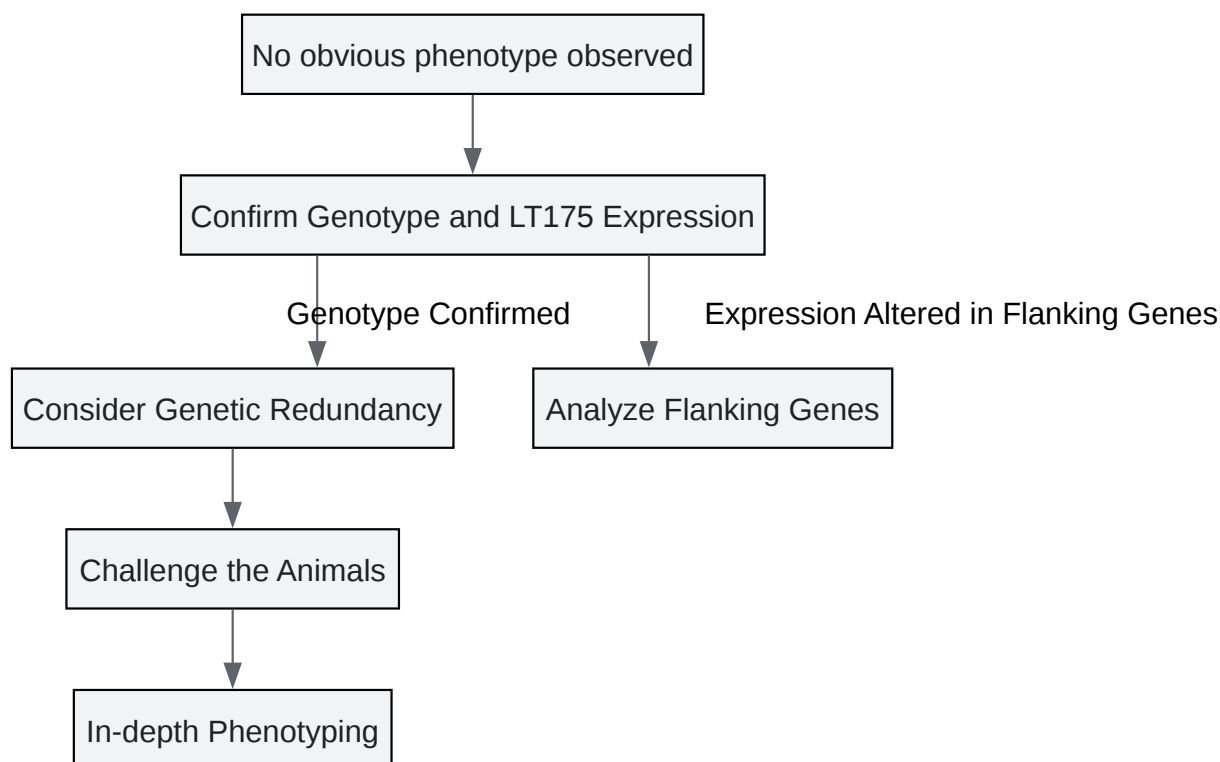 No obvious phenotype observed
Confirm Genotype and LT175 Expression
Genotype Confirmed
Expression Altered in Flanking Genes
Consider Genetic Redundancy
Analyze Flanking Genes
Challenge the Animals
In-depth Phenotyping